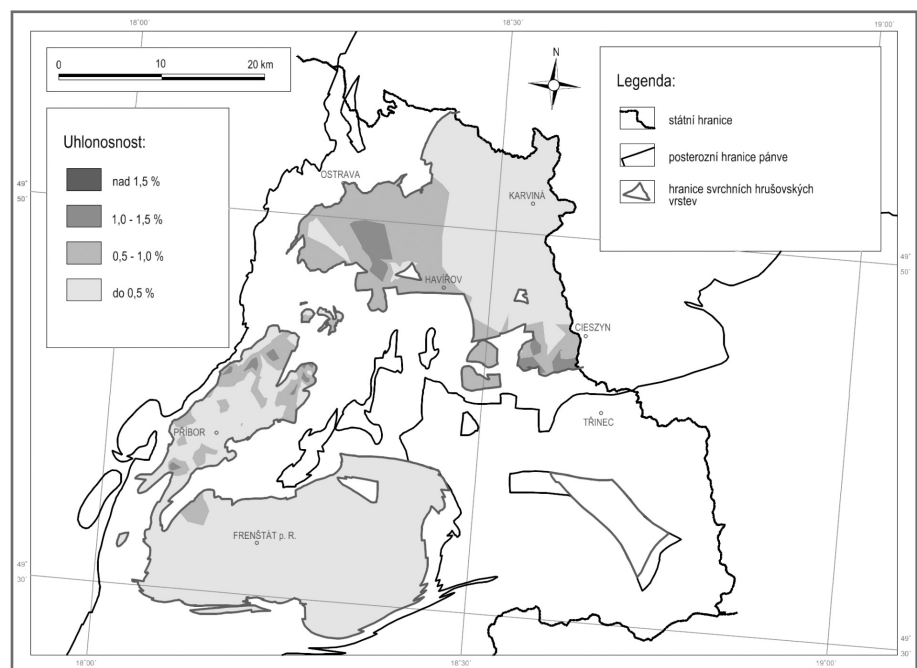 18°00'
18°30'
19°00'
0 10 20 km
N
Legenda:
státní hranice
posterozní hranice pánve
hranice svrchních hrušovských
vrstev
Uhlonosnost:
nad 1,5 %
1,0 - 1,5 %
0,5 - 1,0 %
do 0,5 %
49°
50'
OSTRAVA
KARVINÁ
49°
50'
HAVÍŘOV
CIESZYN
TŘINEC
PŘÍBOR
FRENŠTÁT p. R.
49°
30'
49°
30'
18°00'
18°30'
19°00'